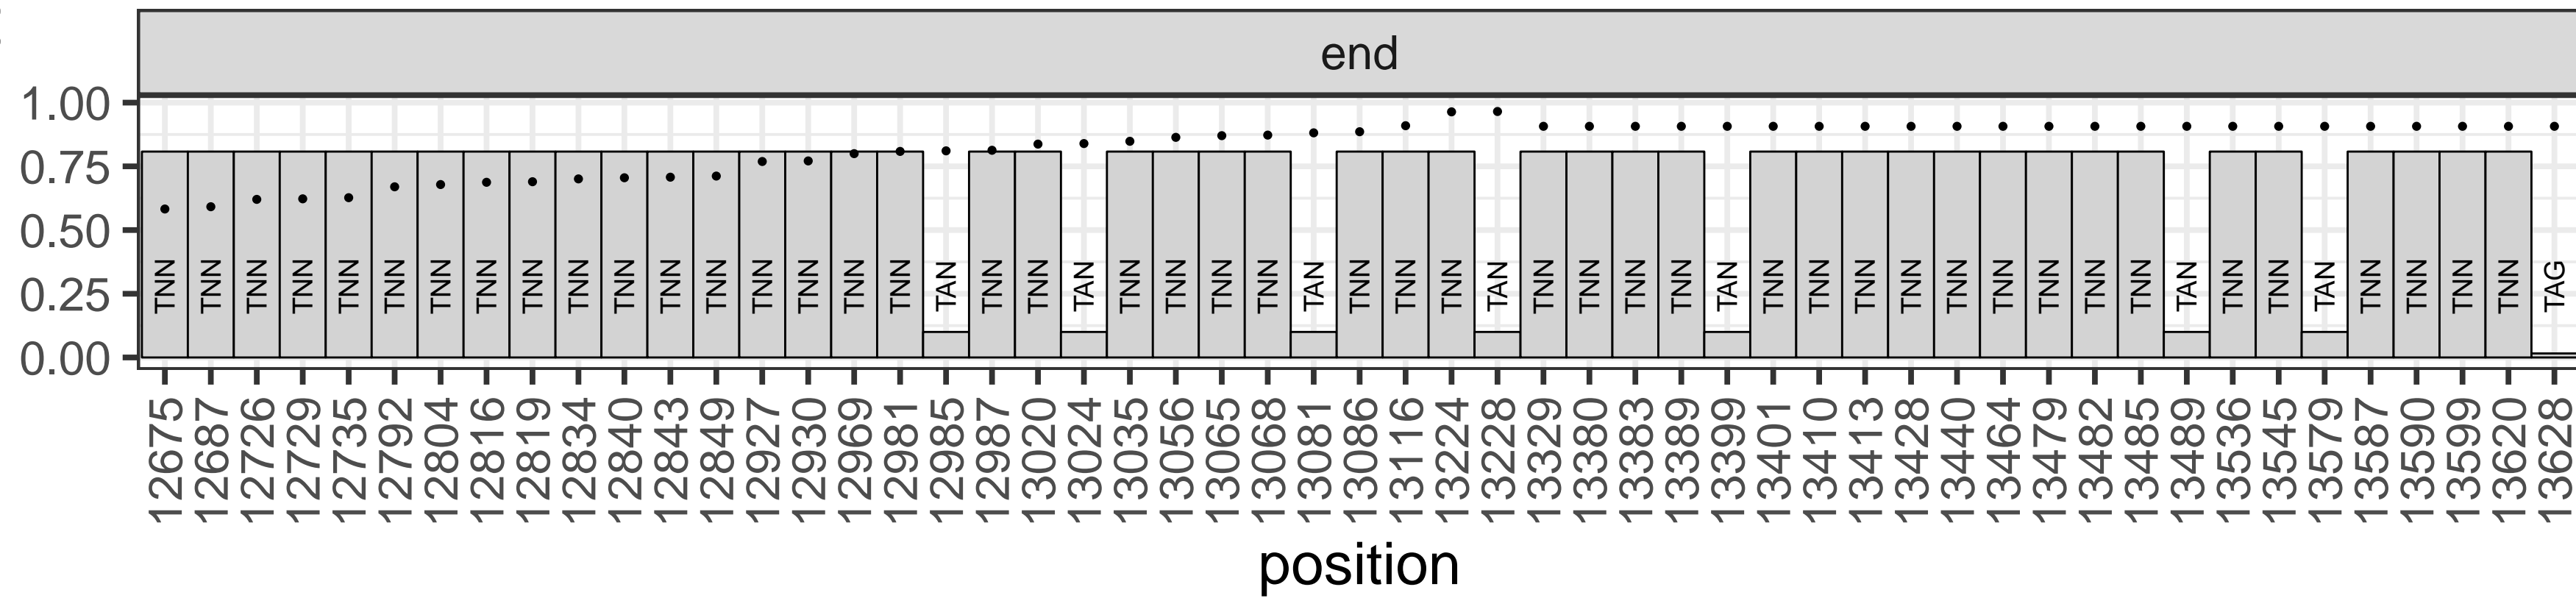 end
1.00
0.75
0.50
0.25
0.00
TNN TNN TNN TNN TNN TNN TNN TNN TNN TNN TNN TNN TNN TNN TNN TNN TNN TAN TNN TNN TAN TNN TNN TNN TNN TAN TNN TNN TNN TAN TNN TNN TNN TNN TAN TNN TNN TNN TNN TNN TNN TNN TNN TNN TAN TNN TNN TAN TNN TNN TNN TNN TAG
12675 12687 12726 12729 12735 12792 12804 12816 12819 12834 12840 12843 12849 12927 12930 12969 12981 12985 12987 13020 13024 13035 13056 13065 13068 13081 13086 13116 13224 13228 13329 13380 13383 13389 13399 13401 13410 13413 13428 13440 13464 13479 13482 13485 13489 13536 13545 13579 13587 13590 13599 13620 13628
position